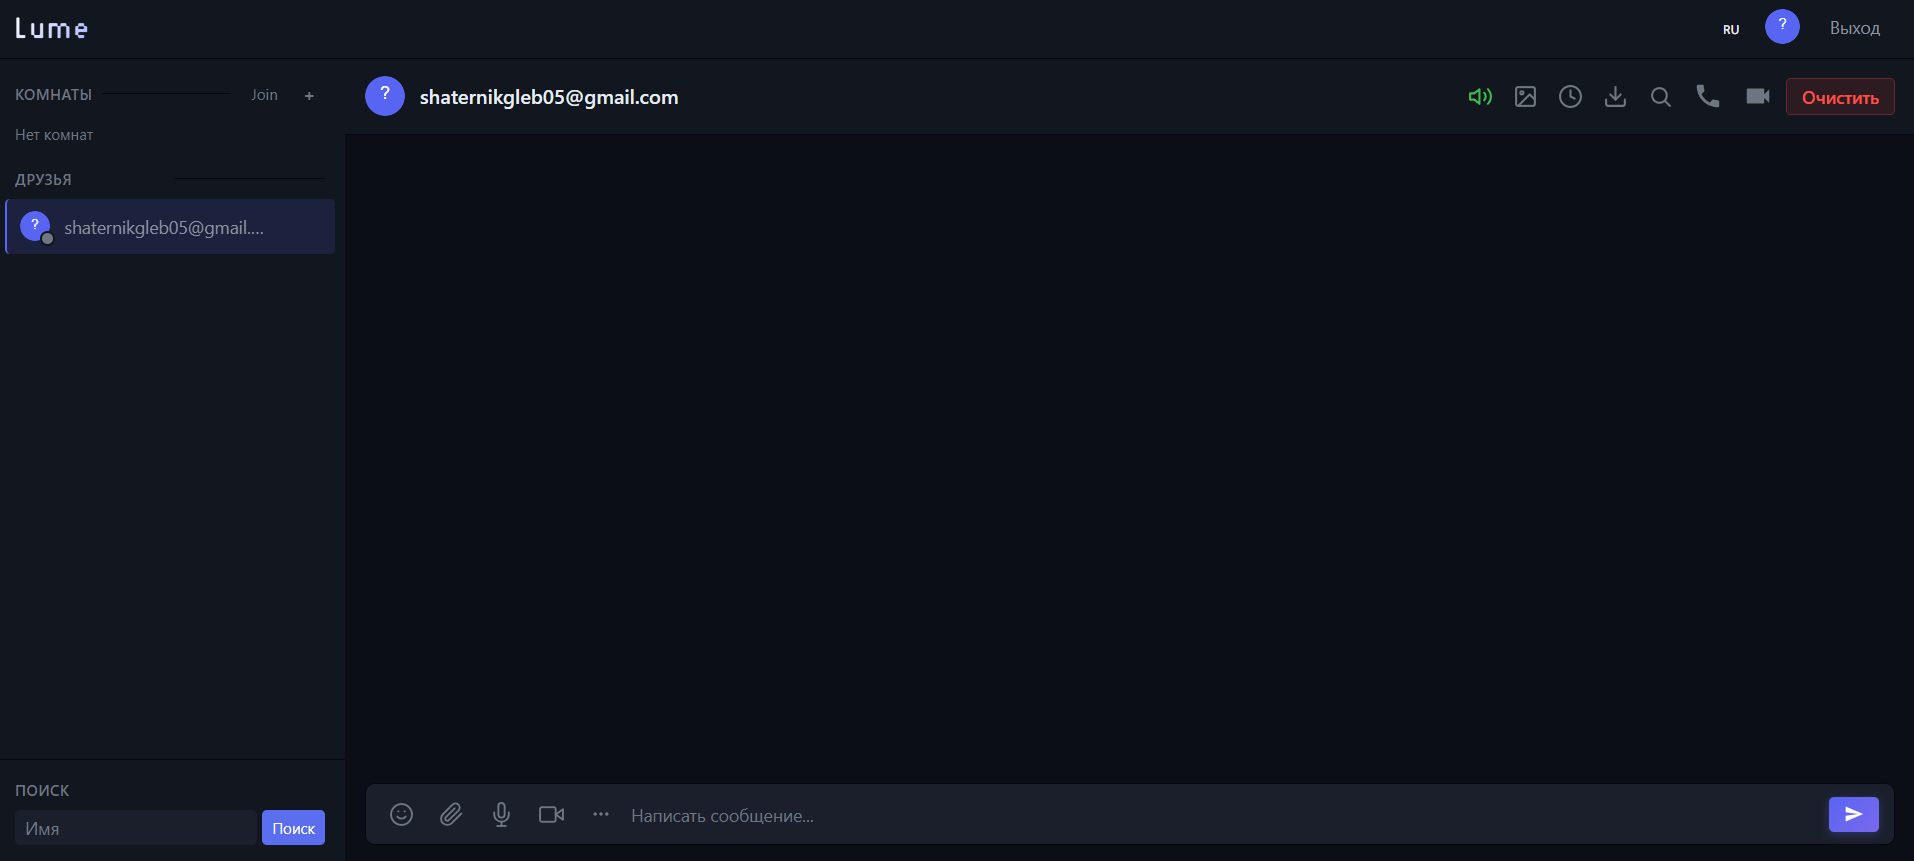 Lume
RU
?
Выход
КОМНАТЫ
Join
+
Нет комнат
ДРУЗЬЯ
?
shaternikgleb05@gmail....
?
shaternikgleb05@gmail.com
Очистить
Написать сообщение...
ПОИСК
Имя
Поиск